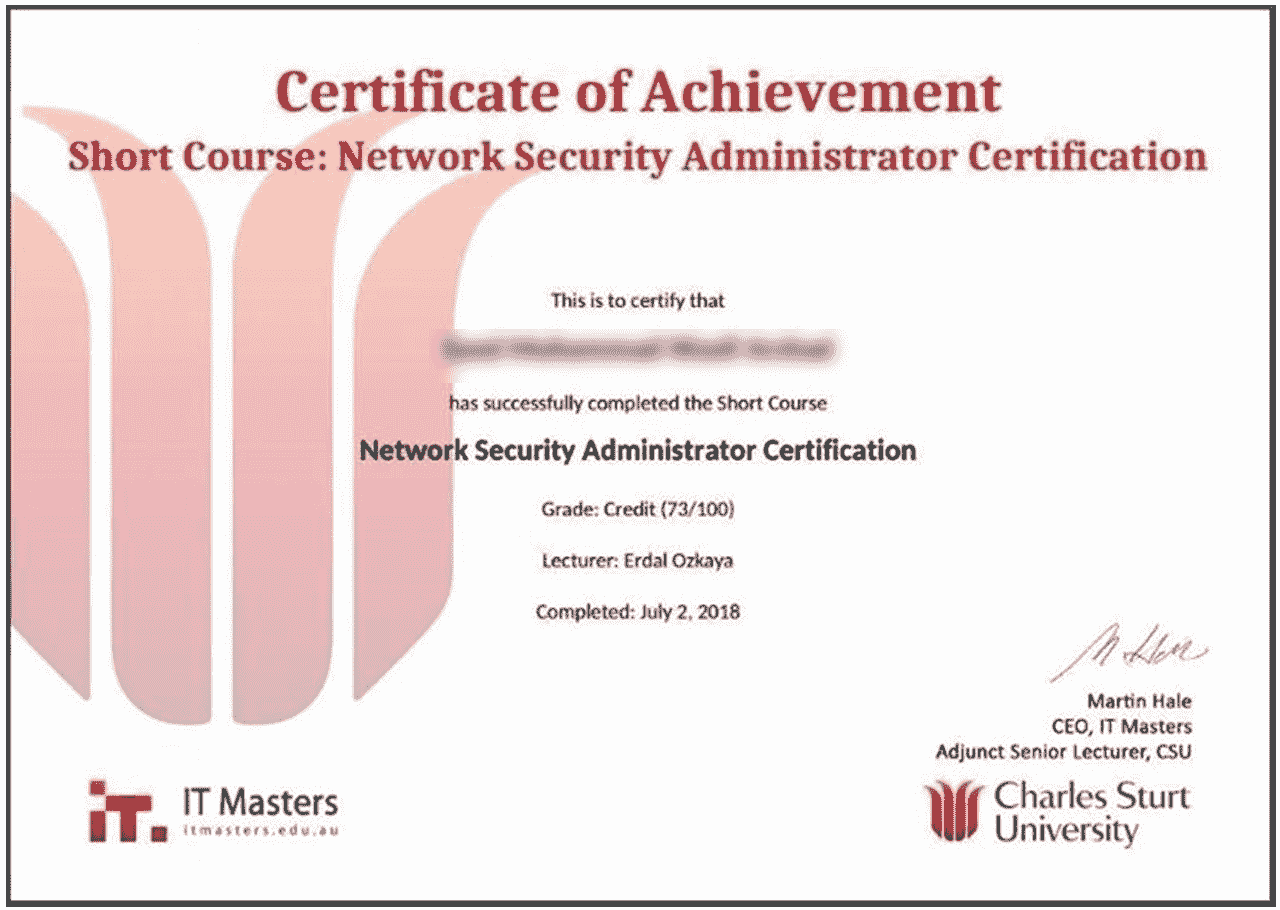 Certificate of Achievement
Short Course: Network Security Administrator Certification
This is to certify that
has successfully completed the Short Course
Network Security Administrator Certification
Grade: Credit (73/100)
Lecturer: Erdal Ozkaya
Completed: July 2, 2018
Martin Hale
CEO, IT Masters
Adjunct Senior Lecturer, CSU
it.
IT Masters
itmasters.edu.au
Charles Sturt
University